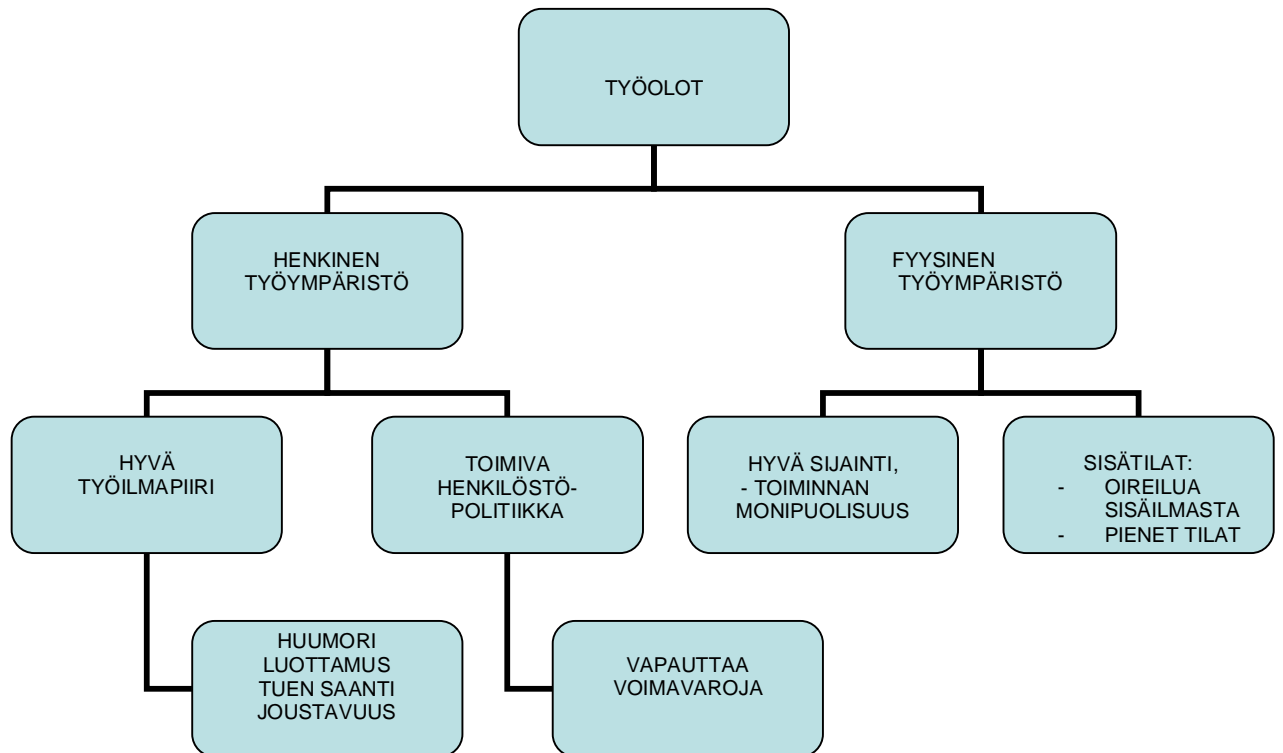 TYÖOLOT
HENKINEN
TYÖYMPÄRISTÖ
FYYSINEN
TYÖYMPÄRISTÖ
HYVÄ
TYÖILMAPIIRI
TOIMIVA
HENKILÖSTÖ-
POLITIIKKA
HYVÄ SIJAINTI,
- TOIMINNAN
MONIPUOLISUUS
SISÄTILAT:
- OIREILUA
SISÄILMASTA
- PIENET TILAT
HUUMORI
LUOTTAMUS
TUEN SAANTI
JOUSTAVUUS
VAPAUTTAA
VOIMAVAROJA